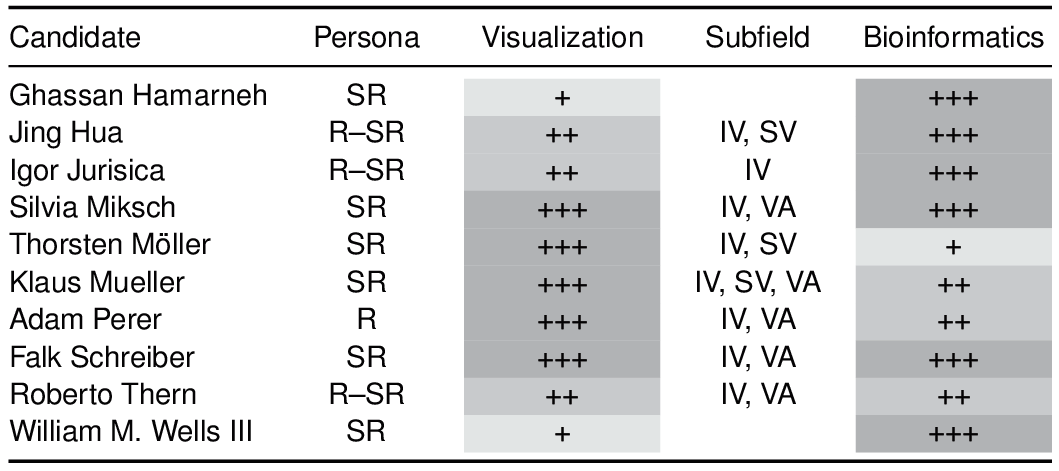 Candidate Persona Visualization Subfield Bioinformatics
Ghassan Hamarneh SR + +++
Jing Hua R–SR ++ IV, SV +++
Igor Jurisica R–SR ++ IV +++
Silvia Miksch SR +++ IV, VA +++
Thorsten Möller SR +++ IV, SV +
Klaus Mueller SR +++ IV, SV, VA ++
Adam Perer R +++ IV, VA ++
Falk Schreiber SR +++ IV, VA +++
Roberto Thern R–SR ++ IV, VA ++
William M. Wells III SR + +++